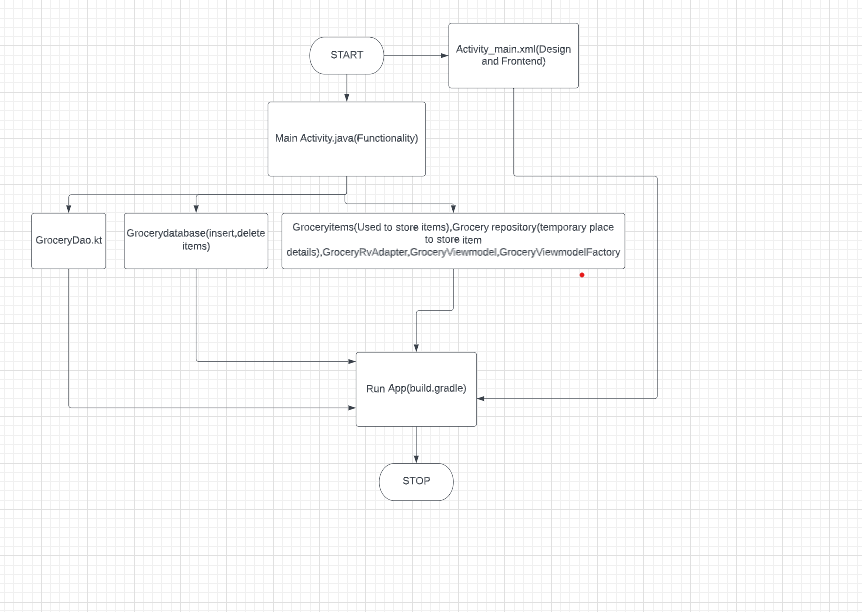 START
Activity_main.xml(Design
and Frontend)
Main Activity.java(Functionality)
GroceryDao.kt
Grocerydatabase(insert,delete
items)
Groceryitems(Used to store items),Grocery repository(temporary place
to store item
details),GroceryRvAdapter,GroceryViewmodel,GroceryViewmodelFactory
Run App(build.gradle)
STOP